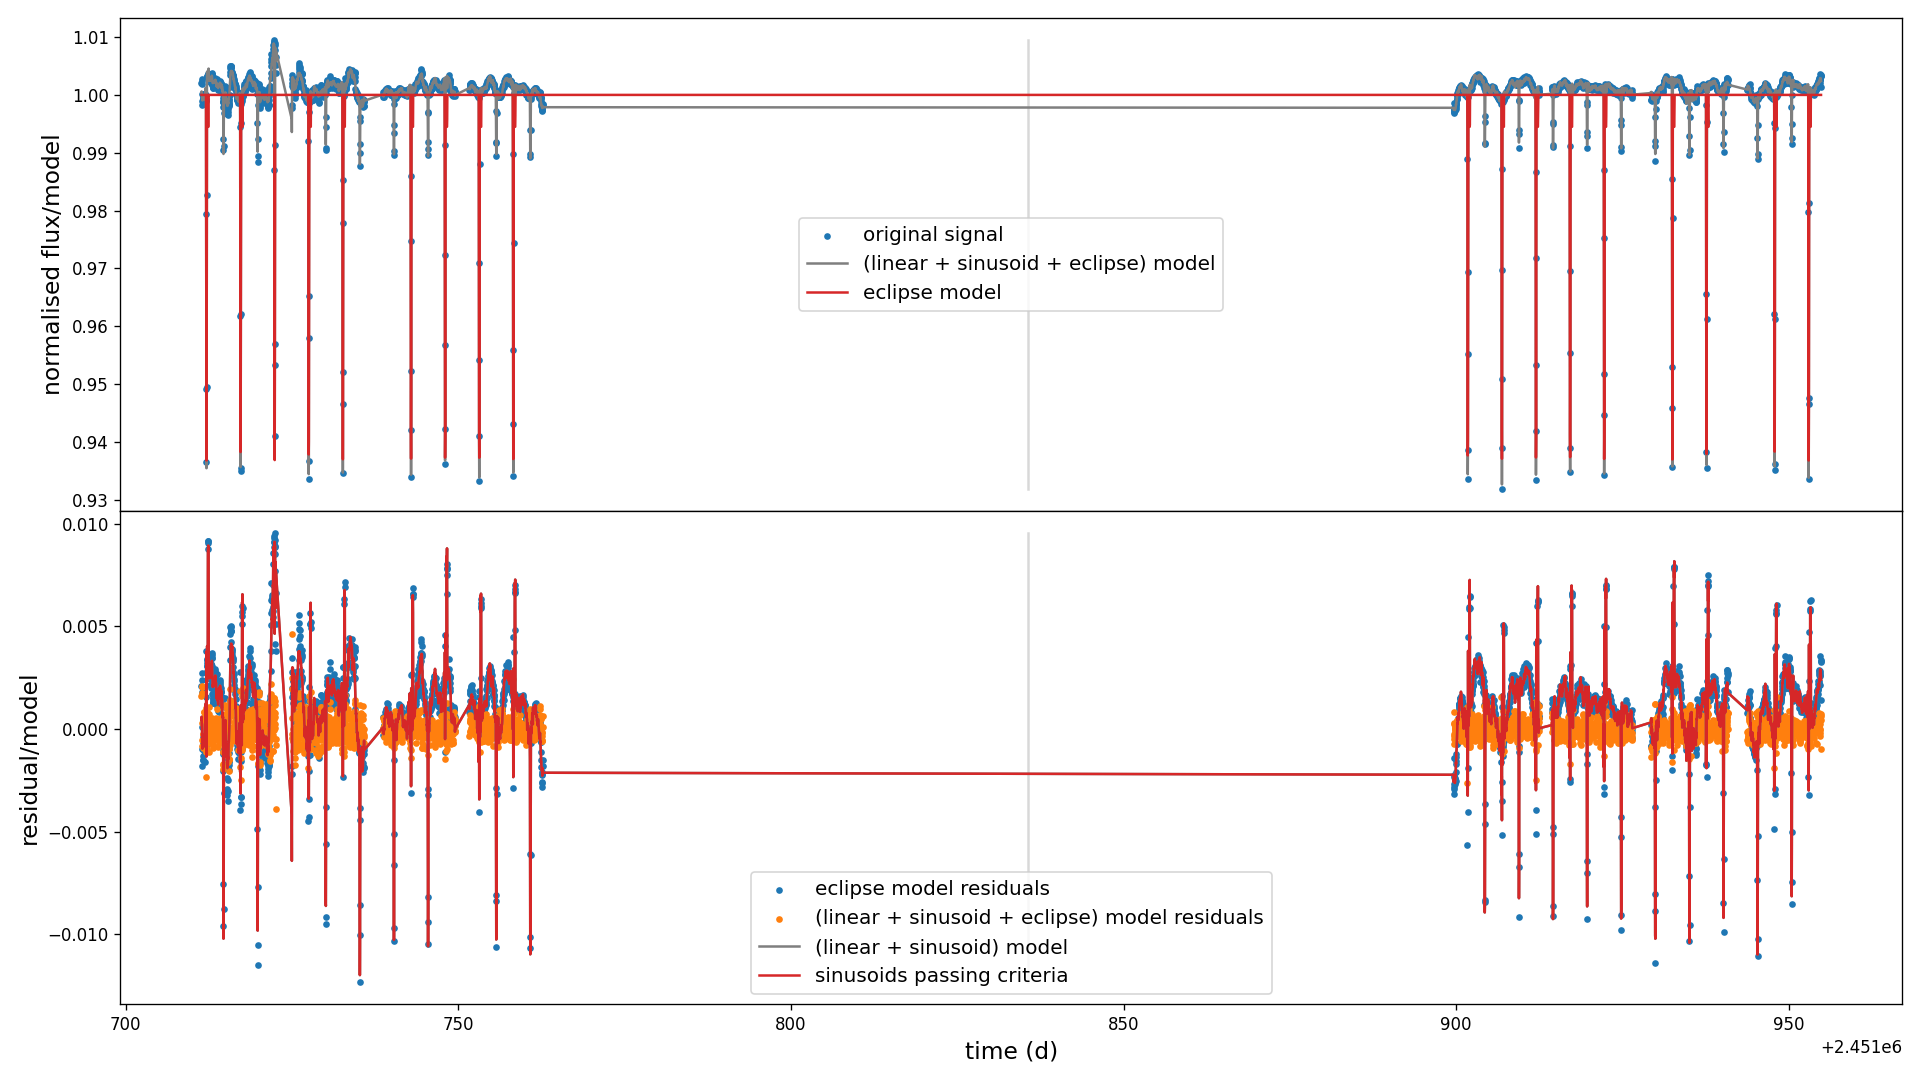 1.01
1.00
0.99
0.98
0.97
0.96
0.95
0.94
0.93
normalised flux/model
original signal
(linear + sinusoid + eclipse) model
eclipse model
0.010
0.005
0.000
−0.005
−0.010
residual/model
eclipse model residuals
(linear + sinusoid + eclipse) model residuals
(linear + sinusoid) model
sinusoids passing criteria
700
750
800
850
900
950
time (d)
+2.451e6